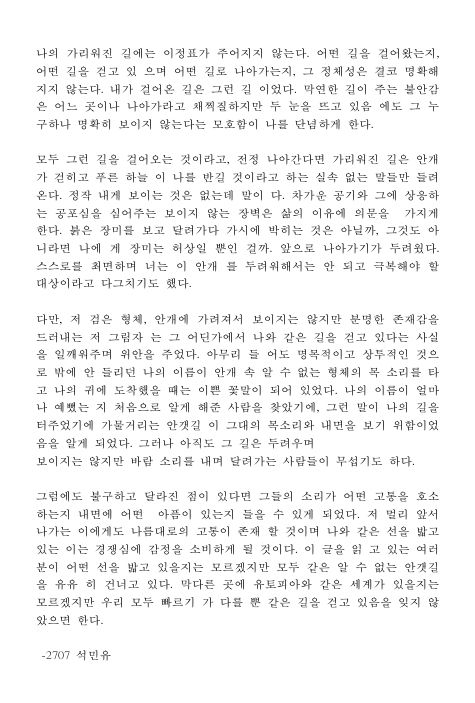 나의 가리워진 길에는 이정표가 주어지지 않는다. 어떤 길을 걸어왔는지,
어떤 길을 걷고 있 으며 어떤 길로 나아가는지, 그 정체성은 결코 명확해
지지 않는다. 내가 걸어온 길은 그런 길 이었다. 막연한 길이 주는 불안감
은 어느 곳이나 나아가라고 채찍질하지만 두 눈을 뜨고 있음 에도 그 누
구하나 명확히 보이지 않는다는 모호함이 나를 단념하게 한다.

모두 그런 길을 걸어오는 것이라고, 전정 나아간다면 가리워진 길은 안개
가 걷히고 푸른 하늘 이 나를 반길 것이라고 하는 실속 없는 말들만 들려
온다. 정작 내게 보이는 것은 없는데 말이 다. 차가운 공기와 그에 상응하
는 공포심을 심어주는 보이지 않는 장벽은 삶의 이유에 의문을 가지게
한다. 붉은 장미를 보고 달려가다 가시에 박히는 것은 아닐까, 그것도 아
니라면 나에 게 장미는 허상일 뿐인 걸까. 앞으로 나아가기가 두려웠다.
스스로를 최면하며 너는 이 안개 를 두려워해서는 안 되고 극복해야 할
대상이라고 다그치기도 했다.

다만, 저 검은 형체, 안개에 가려져서 보이지는 않지만 분명한 존재감을
드러내는 저 그림자 는 그 어딘가에서 나와 같은 길을 걷고 있다는 사실
을 일깨워주며 위안을 주었다. 아무리 들 어도 명목적이고 상투적인 것으
로 밖에 안 들리던 나의 이름이 안개 속 알 수 없는 형체의 목 소리를 타
고 나의 귀에 도착했을 때는 이쁜 꽃말이 되어 있었다. 나의 이름이 얼마
나 예뻤는 지 처음으로 알게 해준 사람을 찾았기에, 그런 말이 나의 길을
터주었기에 가물거리는 안갯길 이 그대의 목소리와 내면을 보기 위함이었
음을 알게 되었다. 그러나 아직도 그 길은 두려우며
보이지는 않지만 바람 소리를 내며 달려가는 사람들이 무섭기도 하다.

그럼에도 불구하고 달라진 점이 있다면 그들의 소리가 어떤 고통을 호소
하는지 내면에 어떤 아픔이 있는지 들을 수 있게 되었다. 저 멀리 앞서
나가는 이에게도 나름대로의 고통이 존재 할 것이며 나와 같은 선을 밟고
있는 이는 경쟁심에 감정을 소비하게 될 것이다. 이 글을 읽 고 있는 여러
분이 어떤 선을 밟고 있을지는 모르겠지만 모두 같은 알 수 없는 안갯길
을 유유 히 건너고 있다. 막다른 곳에 유토피아와 같은 세계가 있을지는
모르겠지만 우리 모두 빠르기 가 다를 뿐 같은 길을 걷고 있음을 잊지 않
았으면 한다.

-2707 석민유